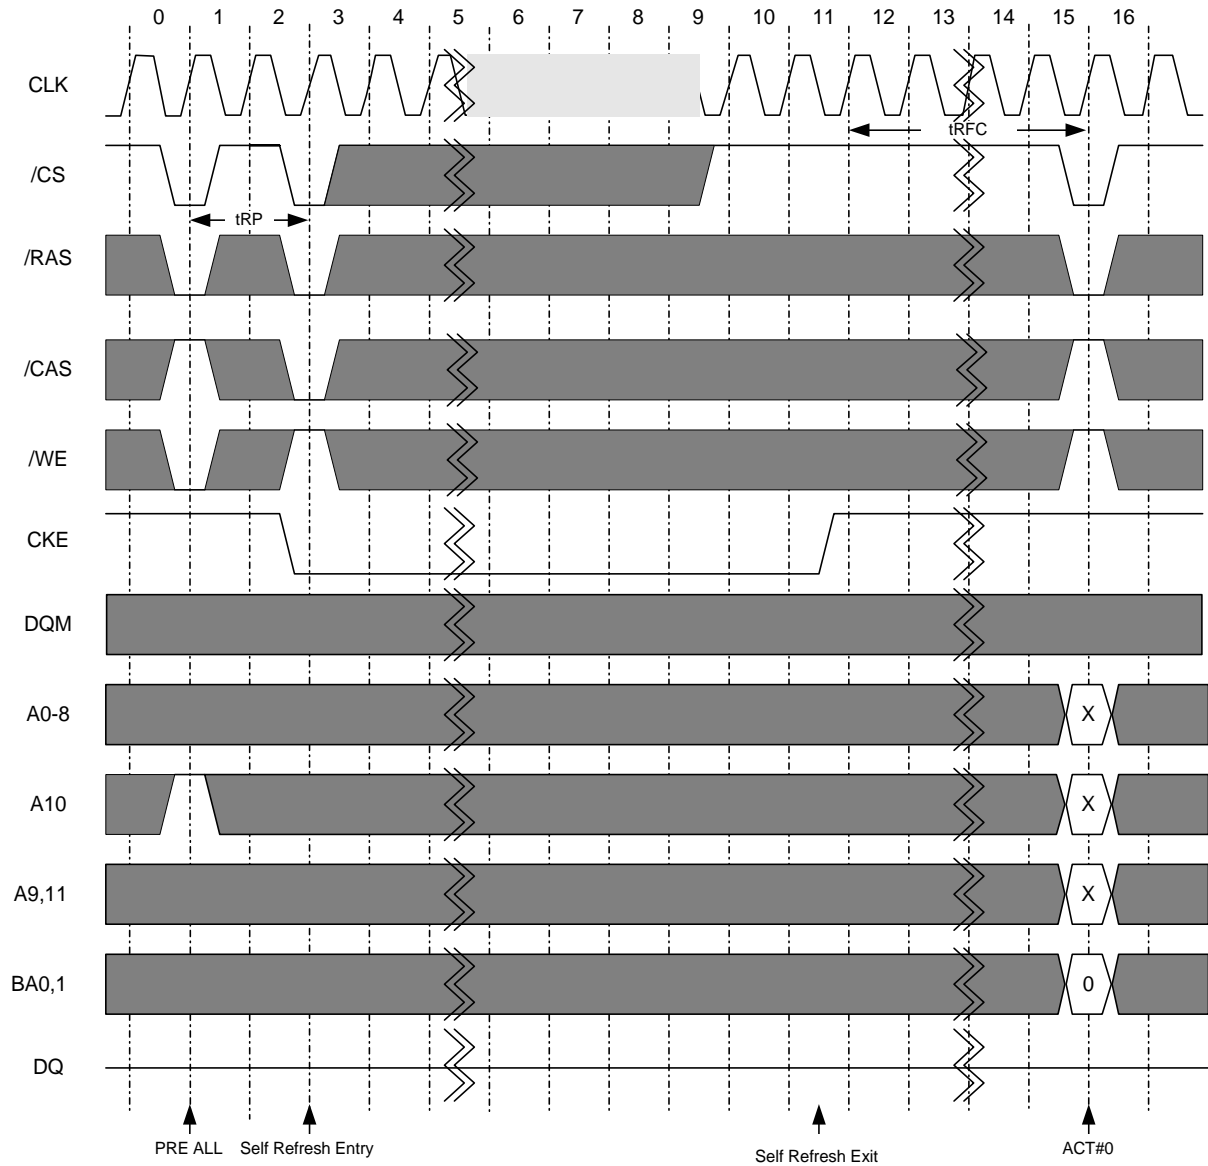 0 1 2 3 4 5 6 7 8 9 10 11 12 13 14 15 16
CLK
tRFC
/CS
tRP
/RAS
/CAS
/WE
CKE
DQM
A0-8 X
A10 X
A9,11 X
BA0,1 0
DQ
PRE ALL Self Refresh Entry Self Refresh Exit ACT#0